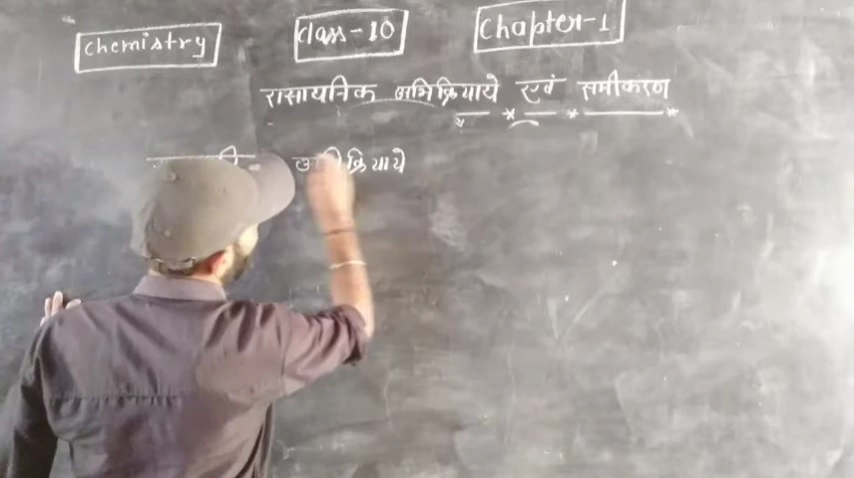 Chemistry Class-10 Chapter-1
रासायनिक अभिक्रियाये एवं समीकरण
अभिक्रियाये